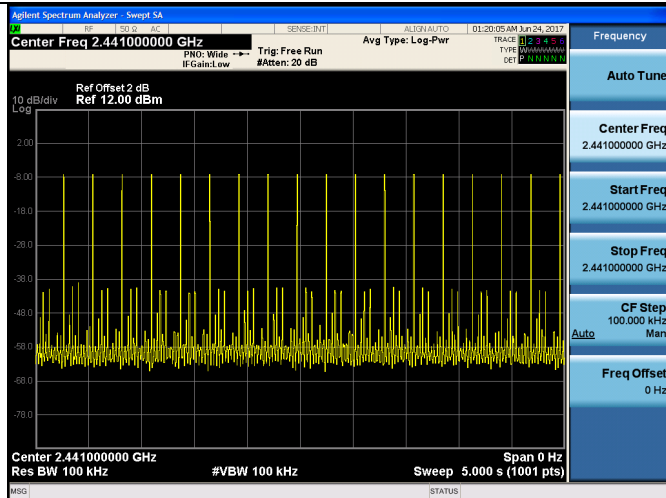 Agilent Spectrum Analyzer - Swept SA
RF 50 Ω AC SENSE:INT ALIGN AUTO 01:20:05 AM Jun 24, 2017
Center Freq 2.441000000 GHz
PNO: Wide
IFGain:Low
Trig: Free Run
#Atten: 20 dB
Avg Type: Log-Pwr
TRACE 1 2 3 4 5 6
TYPE W
DET P N N N N N
Ref Offset 2 dB
10 dB/div Ref 12.00 dBm
Log
2.00
-8.00
-18.0
-28.0
-38.0
-48.0
-58.0
-68.0
-78.0
Center 2.441000000 GHz Span 0 Hz
Res BW 100 kHz #VBW 100 kHz Sweep 5.000 s (1001 pts)
MSG STATUS
Frequency
Auto Tune
Center Freq
2.441000000 GHz
Start Freq
2.441000000 GHz
Stop Freq
2.441000000 GHz
CF Step
100.000 kHz
Auto Man
Freq Offset
0 Hz